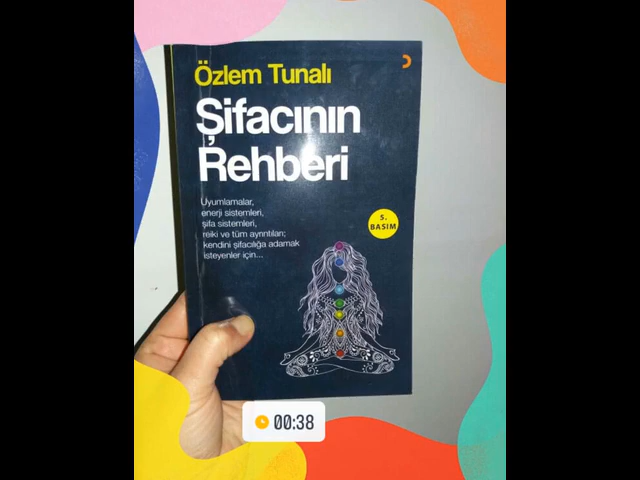 Özlem Tunalı
Şifacının
Rehberi
Uyumlamalar,
enerji sistemleri,
şifa sistemleri,
reiki ve tüm ayrıntıları;
kendini şifacılığa adamak
isteyenler için...
5.
BASIM
00:38